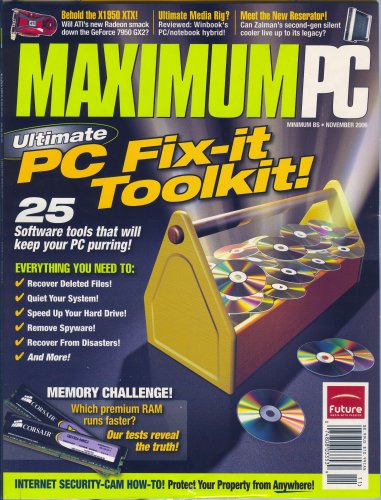 Behold the X1950 XTX!
Will ATI's new Radeon smack
down the GeForce 7950 GX2?
Ultimate Media Rig?
Reviewed: Winbook's
PC/notebook hybrid!
Meet the New Reserator!
Can Zalman's second-gen silent
cooler live up to its legacy?
MAXIMUMPC
MINIMUM BS • NOVEMBER 2006
Ultimate
PC Fix-it
Toolkit!
25
Software tools that will
keep your PC purring!
EVERYTHING YOU NEED TO:
✓ Recover Deleted Files!
✓ Quiet Your System!
✓ Speed Up Your Hard Drive!
✓ Remove Spyware!
✓ Recover From Disasters!
✓ And More!
MEMORY CHALLENGE!
Which premium RAM
runs faster?
Our tests reveal
the truth!
CORSAIR
CORSAIR
Future
INTERNET SECURITY-CAM HOW-TO! Protect Your Property from Anywhere!